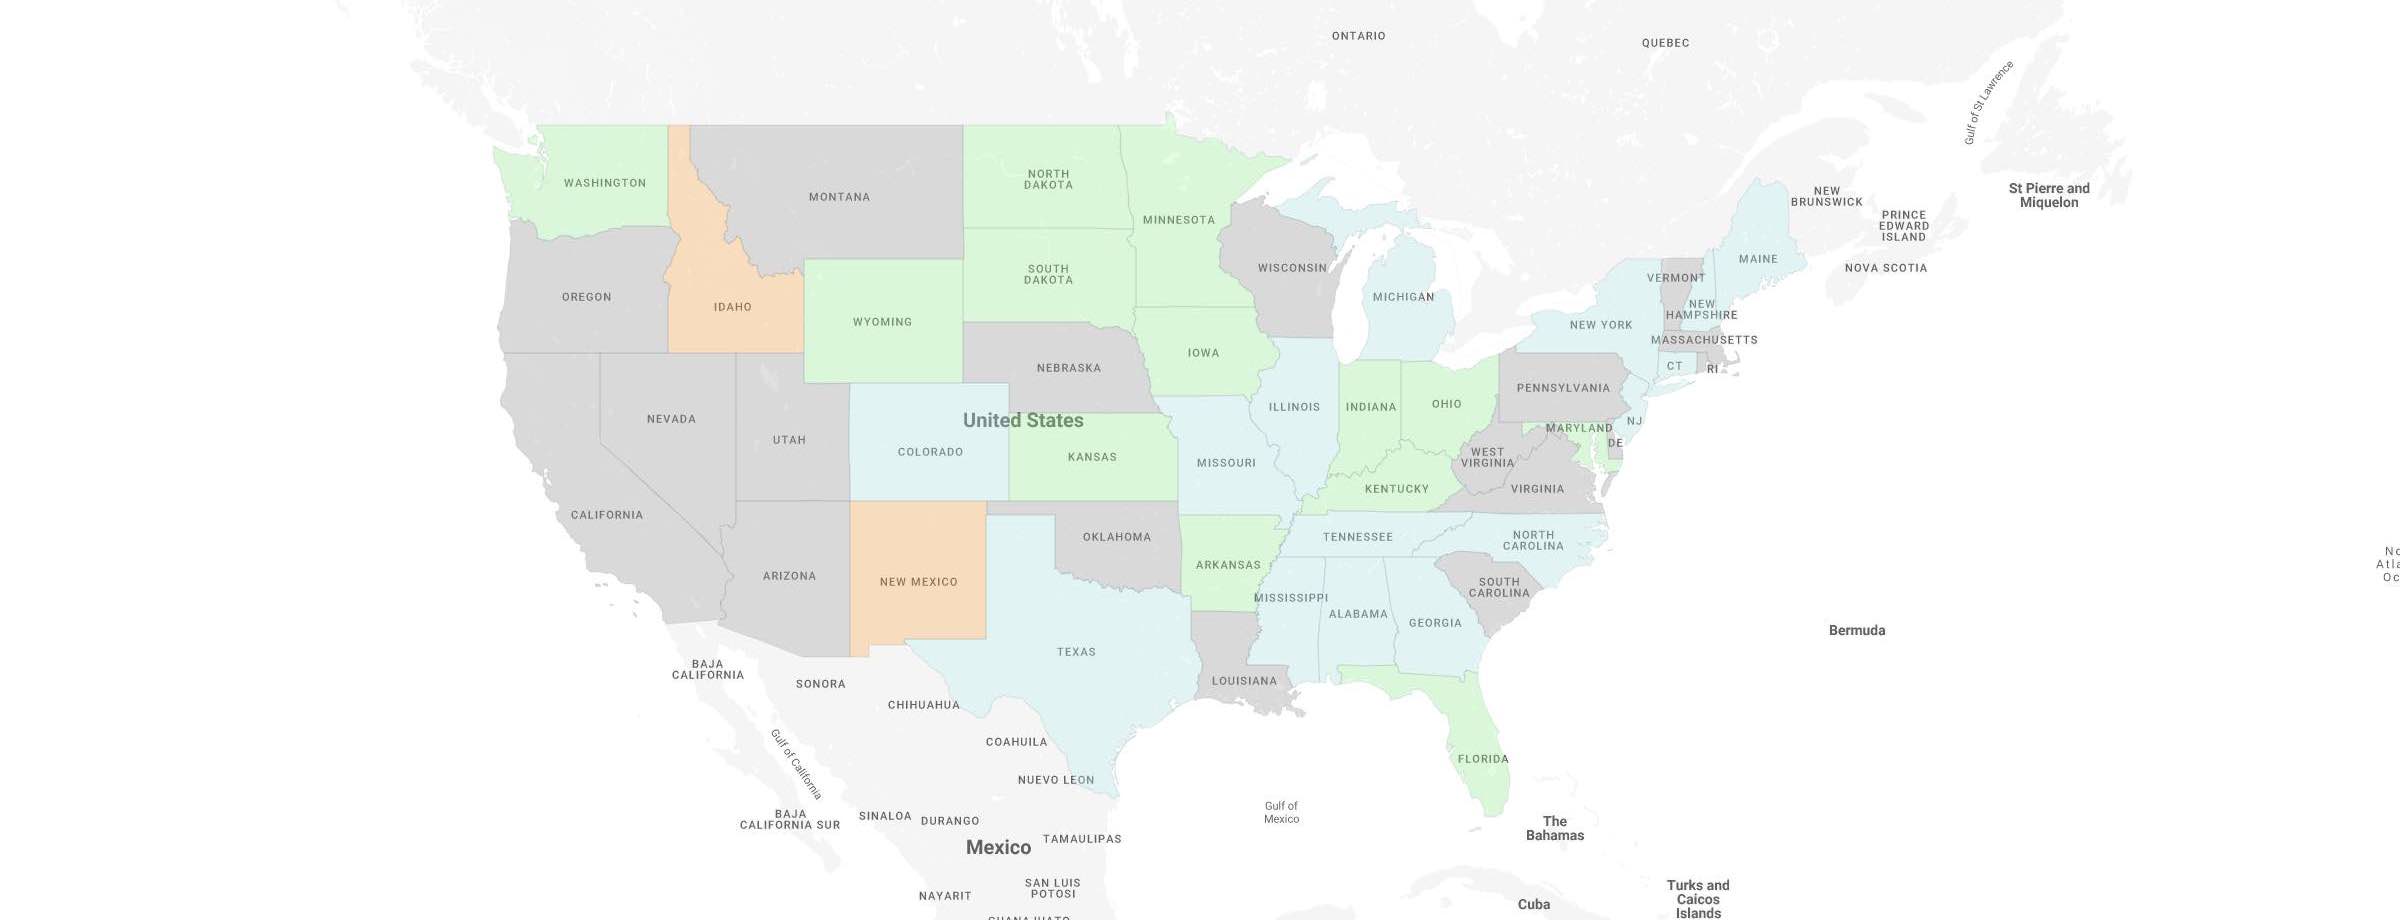 ONTARIO
QUEBEC
Gulf of St Lawrence
WASHINGTON
MONTANA
NORTH
DAKOTA
MINNESOTA
NEW
BRUNSWICK
St Pierre and
Miquelon
PRINCE
EDWARD
ISLAND
NOVA SCOTIA
MAINE
VERMONT
NEW
HAMPSHIRE
WISCONSIN
SOUTH
DAKOTA
OREGON
IDAHO
WYOMING
MICHIGAN
NEW YORK
MASSACHUSETTS
CT
RI
IOWA
NEBRASKA
PENNSYLVANIA
ILLINOIS
INDIANA
OHIO
NJ
MARYLAND
DE
NEVADA
UTAH
United States
COLORADO
KANSAS
MISSOURI
WEST
VIRGINIA
KENTUCKY
VIRGINIA
CALIFORNIA
OKLAHOMA
TENNESSEE
NORTH
CAROLINA
ARIZONA
NEW MEXICO
ARKANSAS
SOUTH
CAROLINA
MISSISSIPPI
ALABAMA
GEORGIA
Bermuda
TEXAS
LOUISIANA
BAJA
CALIFORNIA
SONORA
CHIHUAHUA
COAHUILA
Gulf of California
NUEVO LEON
FLORIDA
Gulf of
Mexico
BAJA
CALIFORNIA SUR
SINALOA
DURANGO
TAMAULIPAS
Mexico
The
Bahamas
NAYARIT
SAN LUIS
POTOSI
Cuba
Turks and
Caicos
Islands